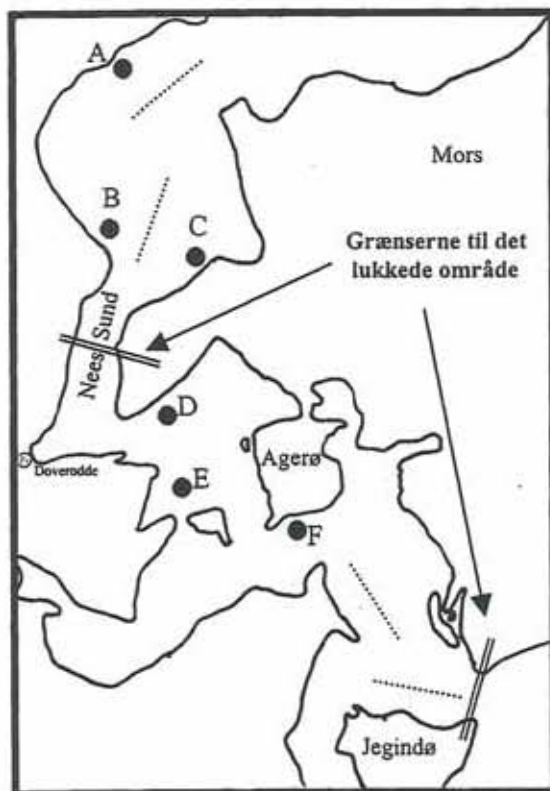 A
Mors
B
C
Grænserne til det
lukkede område
Nees Sund
D
Agerø
Doverodde
E
F
Jegindø